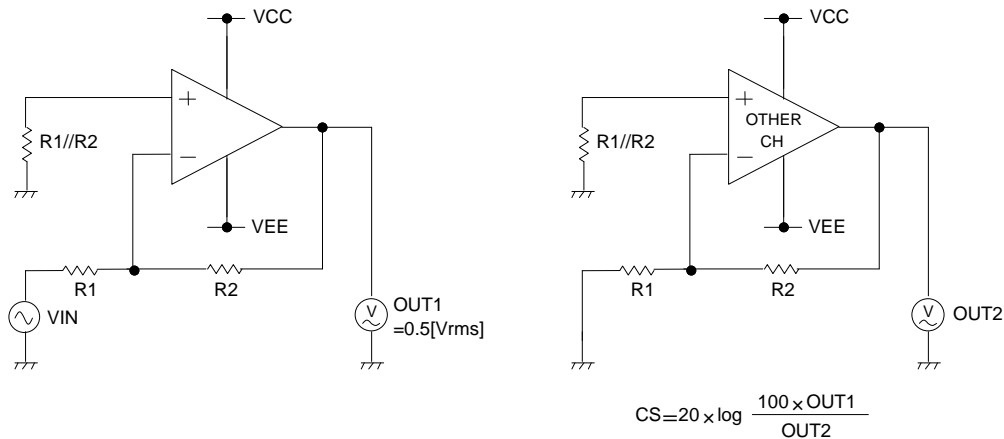 VCC
+
R1//R2
−
VEE
R1
R2
VIN
V
OUT1
=0.5[Vrms]
VCC
+
OTHER
CH
R1//R2
−
VEE
R1
R2
V
OUT2
CS=20×log 100×OUT1
OUT2